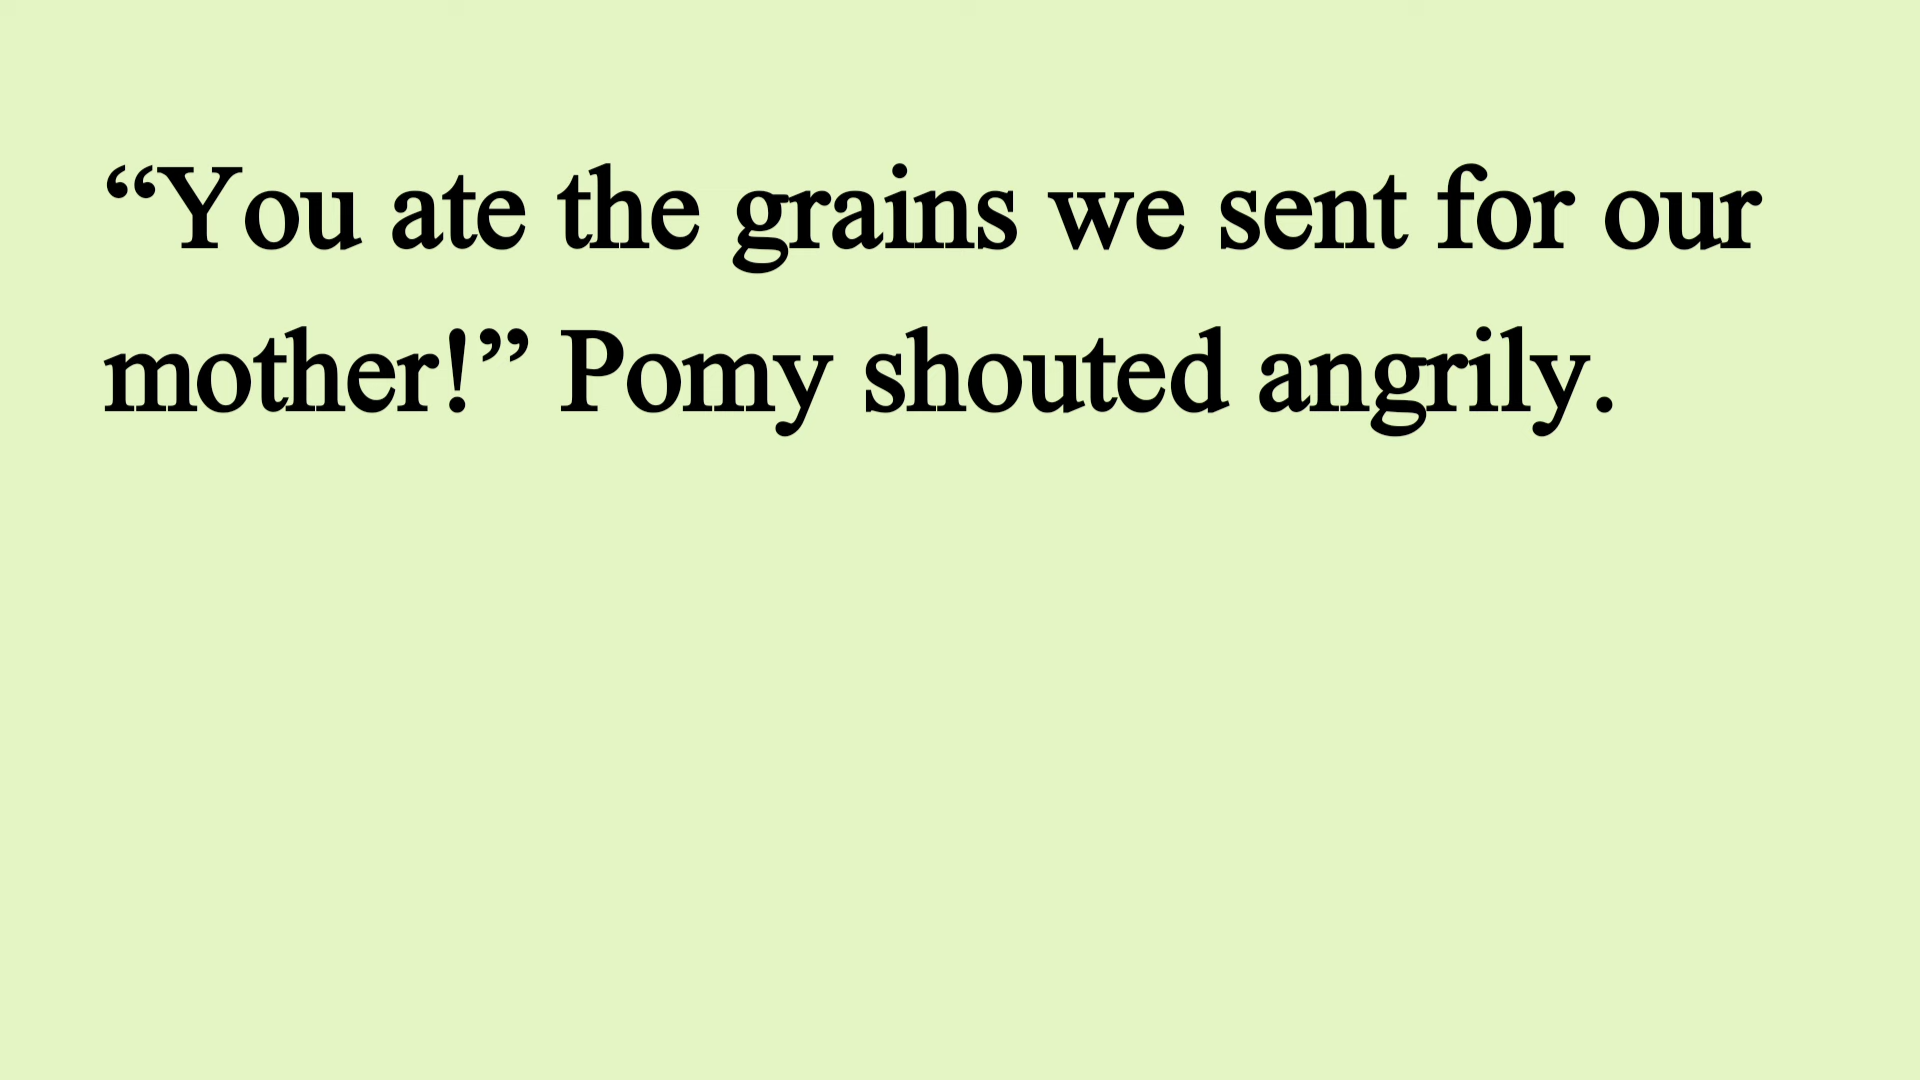 “You ate the grains we sent for our
mother!” Pomy shouted angrily.